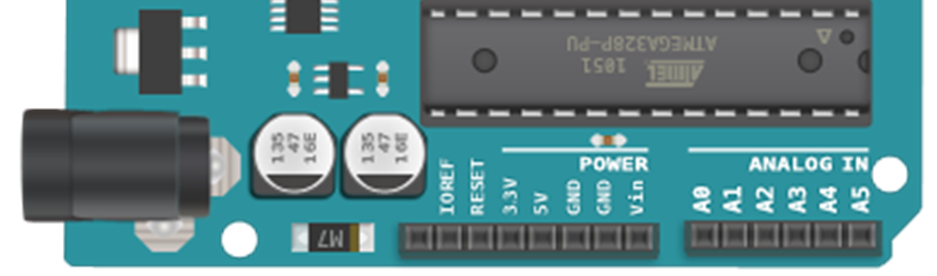 ATMEGA328P-PU
1051
ATMEL
135
47
16E
135
47
16E
POWER
ANALOG IN
IOREF
RESET
3.3V
5V
GND
GND
Vin
A0
A1
A2
A3
A4
A5
M7